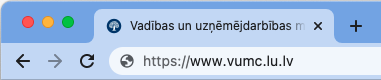 Vadības un uzņēmējdarbības m
https://www.vumc.lu.lv